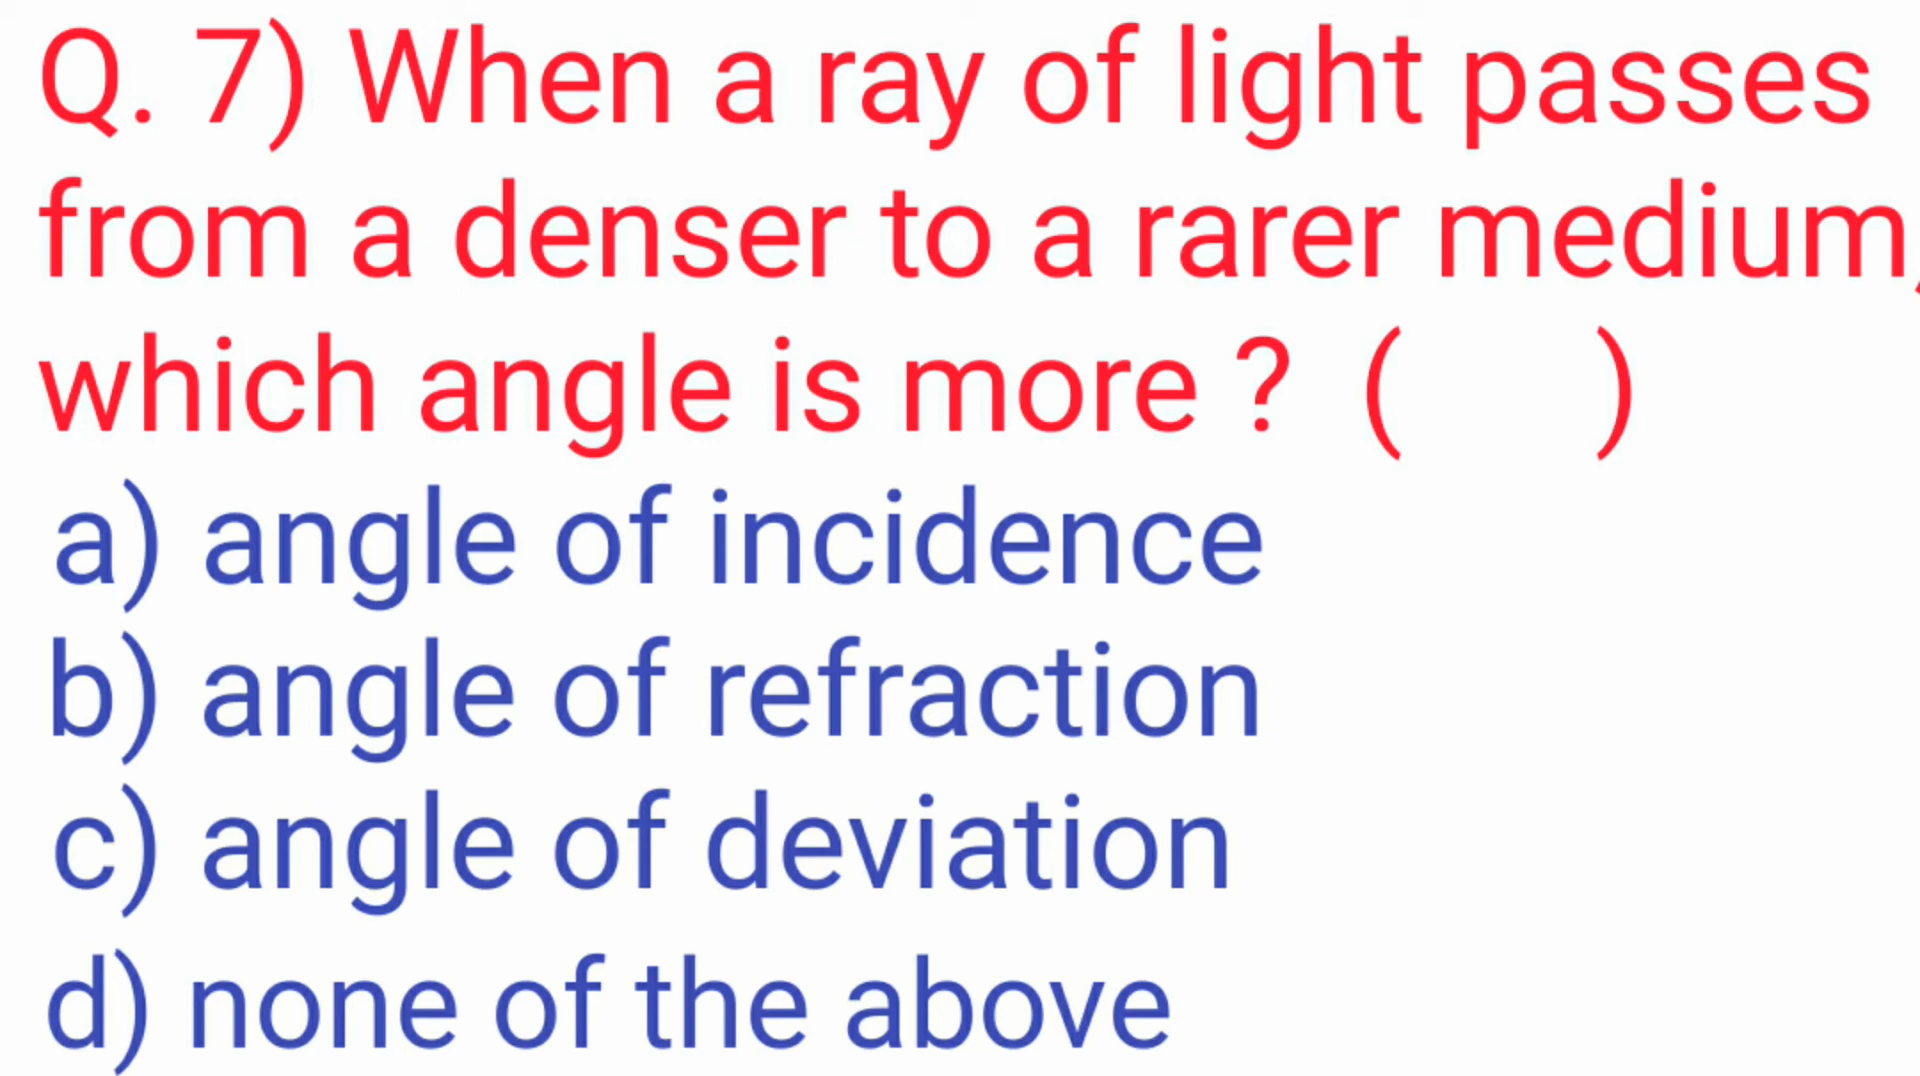 Q. 7) When a ray of light passes
from a denser to a rarer medium,
which angle is more ? (     )
a) angle of incidence
b) angle of refraction
c) angle of deviation
d) none of the above